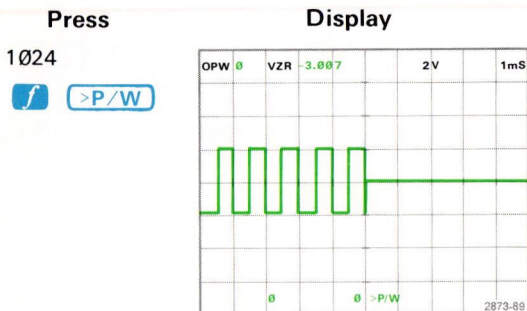 Press Display
1Ø24
f >P/W
OPW Ø VZR -3.ØØ7 2V 1mS
Ø Ø >P/W
2873-89